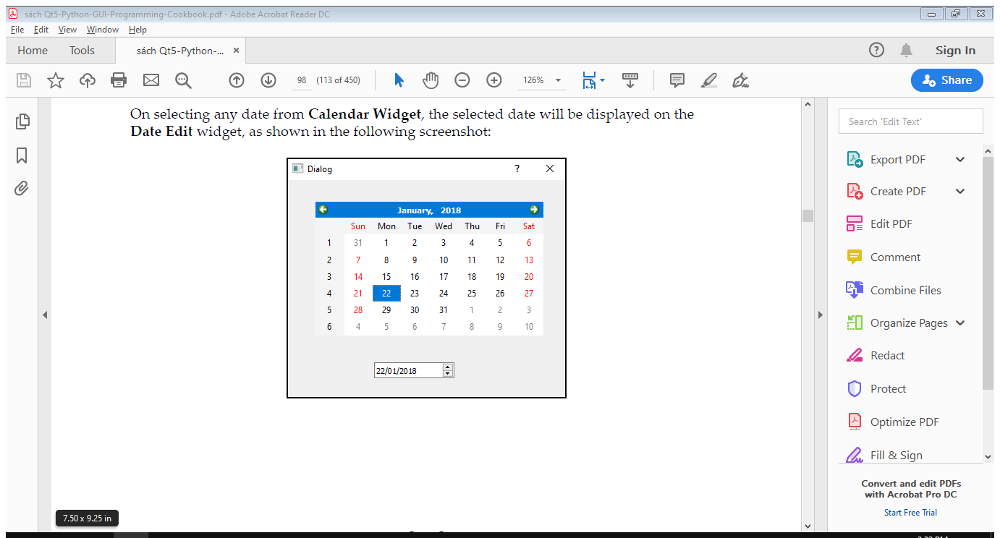 sách Qt5-Python-GUI-Programming-Cookbook.pdf - Adobe Acrobat Reader DC
File Edit View Window Help
Home Tools sách Qt5-Python-... × ? Sign In
98 (113 of 450) 126% Share
On selecting any date from Calendar Widget, the selected date will be displayed on the
Date Edit widget, as shown in the following screenshot:
Dialog ?
January, 2018
Sun Mon Tue Wed Thu Fri Sat
1 31 1 2 3 4 5 6
2 7 8 9 10 11 12 13
3 14 15 16 17 18 19 20
4 21 22 23 24 25 26 27
5 28 29 30 31 1 2 3
6 4 5 6 7 8 9 10
22/01/2018
7.50 x 9.25 in
Search 'Edit Text'
Export PDF
Create PDF
Edit PDF
Comment
Combine Files
Organize Pages
Redact
Protect
Optimize PDF
Fill & Sign
Convert and edit PDFs
with Acrobat Pro DC
Start Free Trial